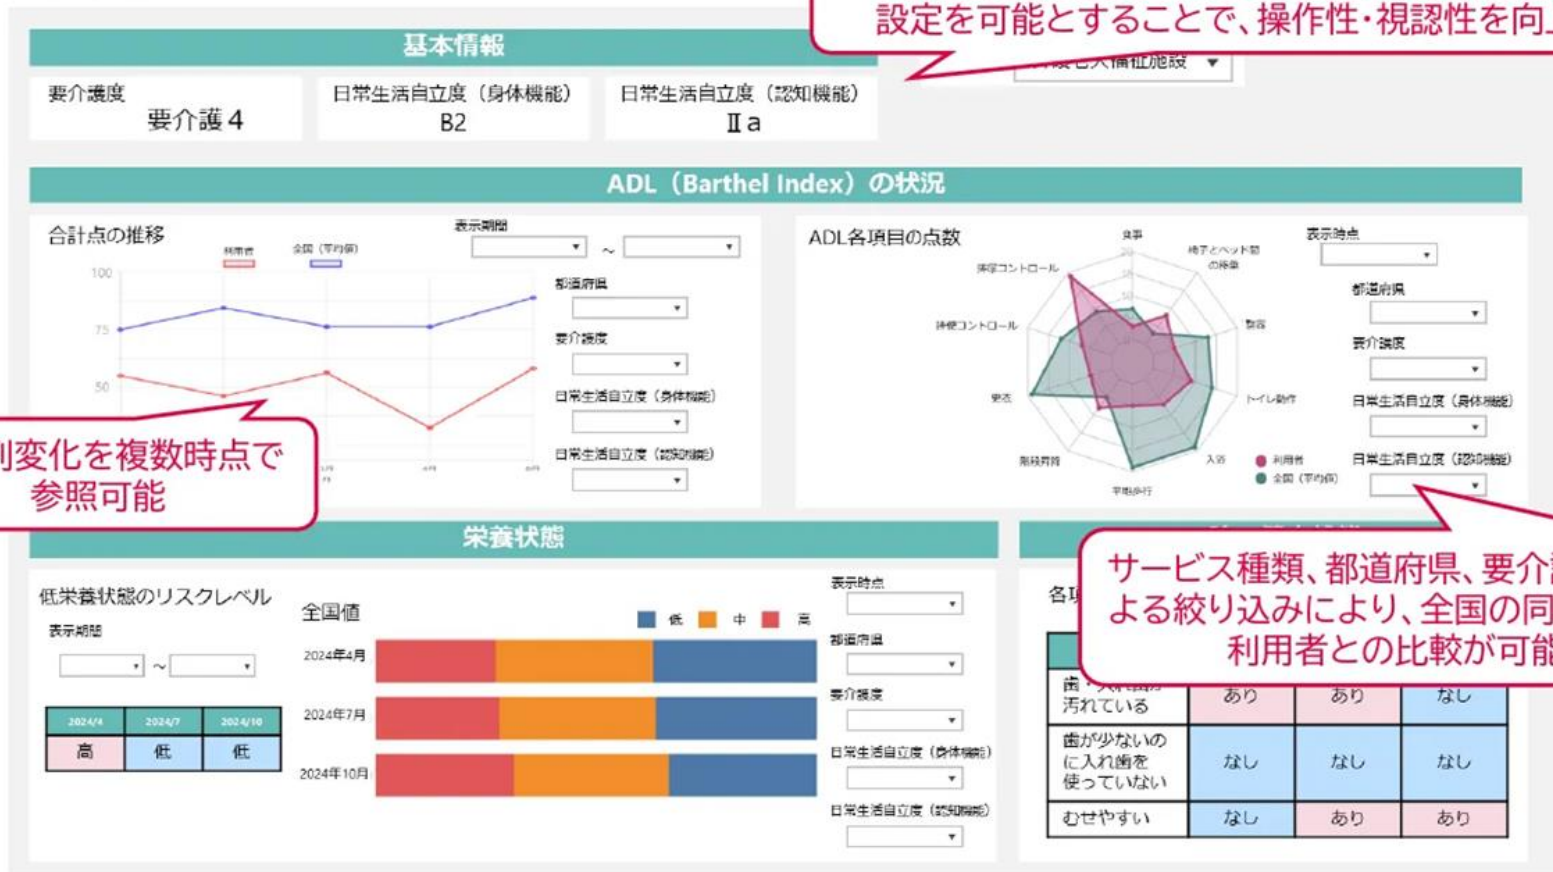 設定を可能とすることで、操作性・視認性を向上
基本情報
要介護度
要介護4
日常生活自立度（身体機能）
B2
日常生活自立度（認知機能）
Ⅱa
福祉施設
ADL（Barthel Index）の状況
合計点の推移
利用者
全国（平均値）
表示期間
～
100
75
50
都道府県
要介護度
日常生活自立度（身体機能）
日常生活自立度（認知機能）
変化を複数時点で
参照可能
ADL各項目の点数
食事
椅子とベッド間
の移乗
整容
トイレ動作
入浴
平地歩行
階段昇降
更衣
排便コントロール
排尿コントロール
利用者
全国（平均値）
表示時点
都道府県
要介護度
日常生活自立度（身体機能）
日常生活自立度（認知機能）
サービス種類、都道府県、要介
よる絞り込みにより、全国の同
利用者との比較が可能
栄養状態
低栄養状態のリスクレベル
表示期間
～
2024/4 2024/7 2024/10
高 低 低
全国値
低 中 高
2024年4月
2024年7月
2024年10月
表示時点
都道府県
要介護度
日常生活自立度（身体機能）
日常生活自立度（認知機能）
各項
汚れている
あり あり なし
歯が少ないの
に入れ歯を
使っていない
なし なし なし
むせやすい
なし あり あり